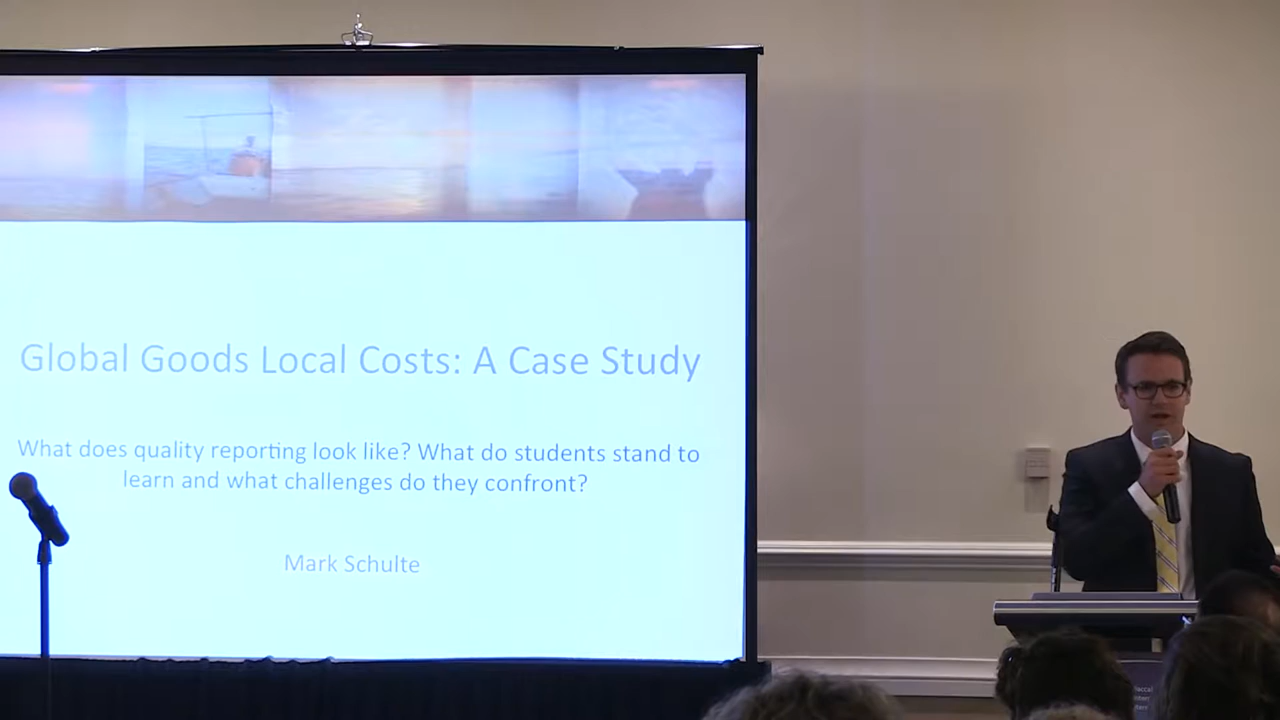 Global Goods Local Costs: A Case Study
What does quality reporting look like? What do students stand to
learn and what challenges do they confront?
Mark Schulte